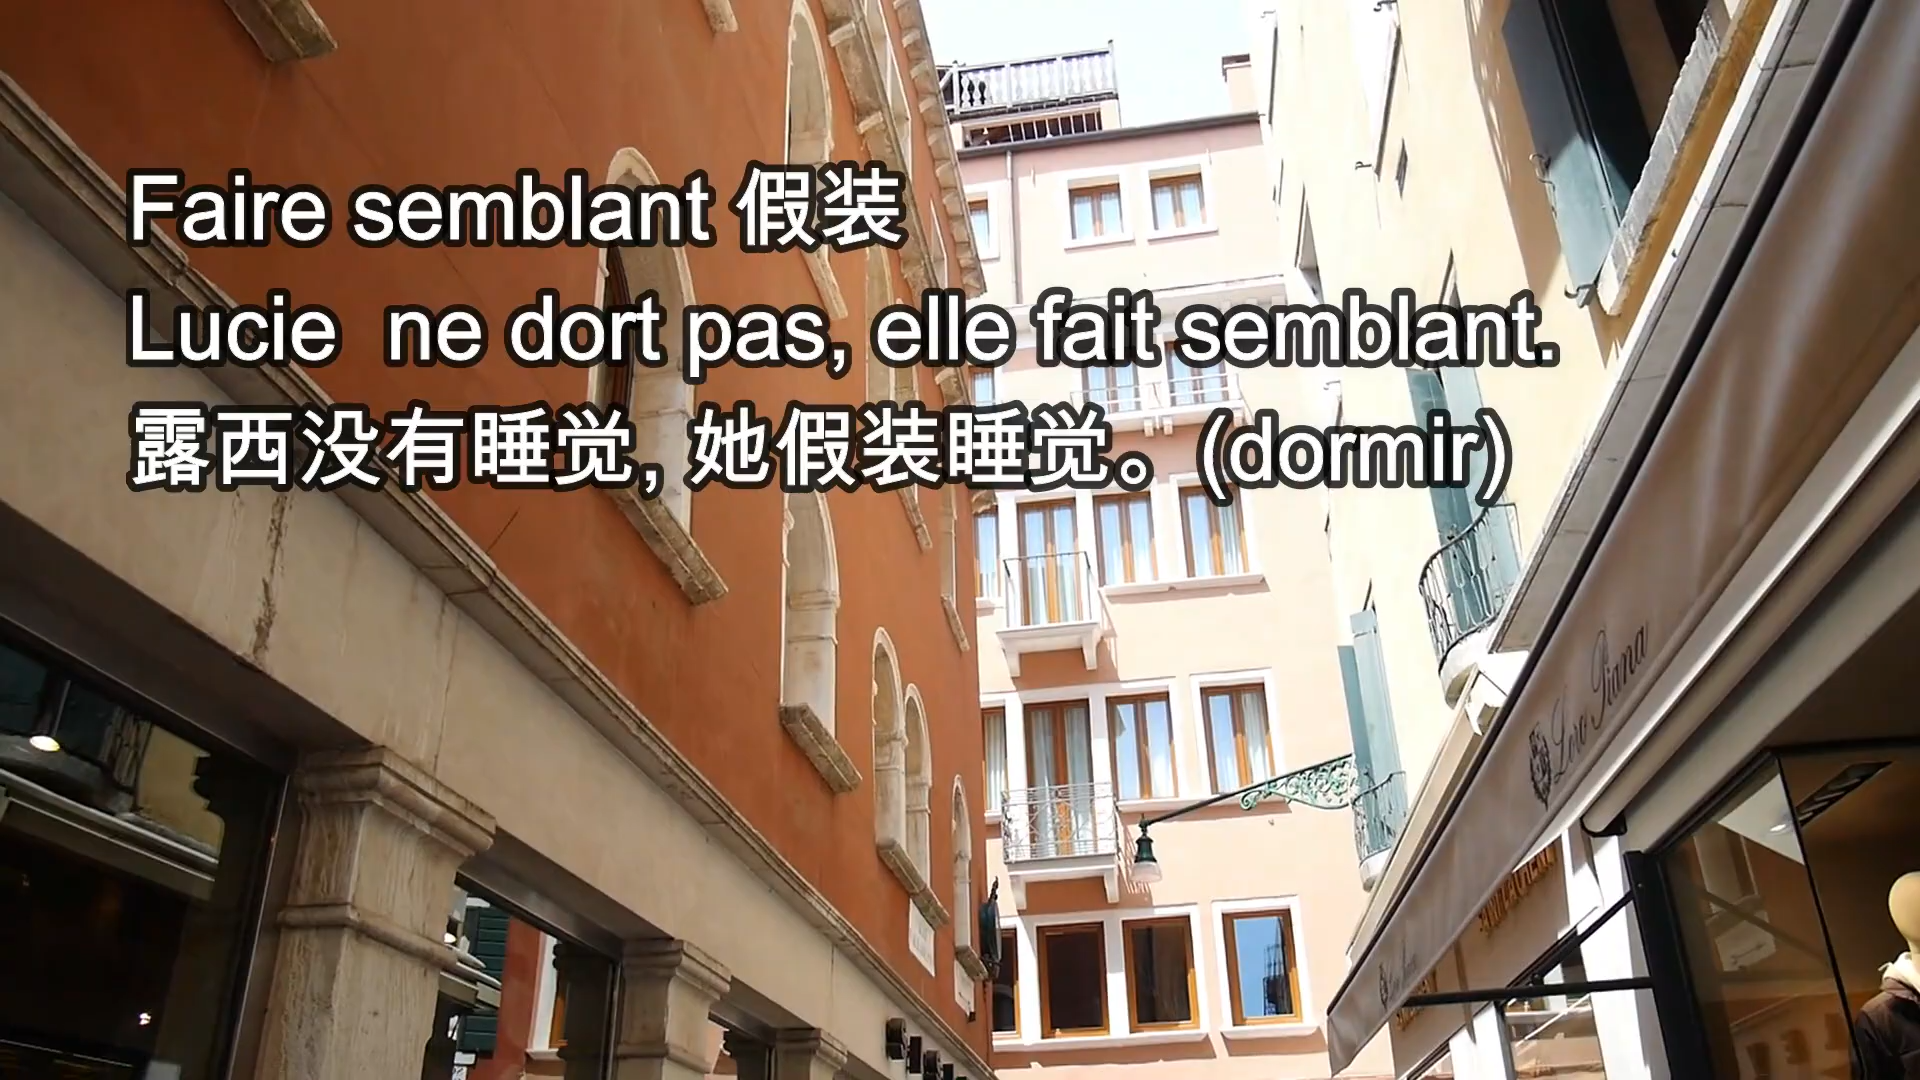 Faire semblant 假装
Lucie  ne dort pas, elle fait semblant.
露西没有睡觉, 她假装睡觉。(dormir)
Loro Piana